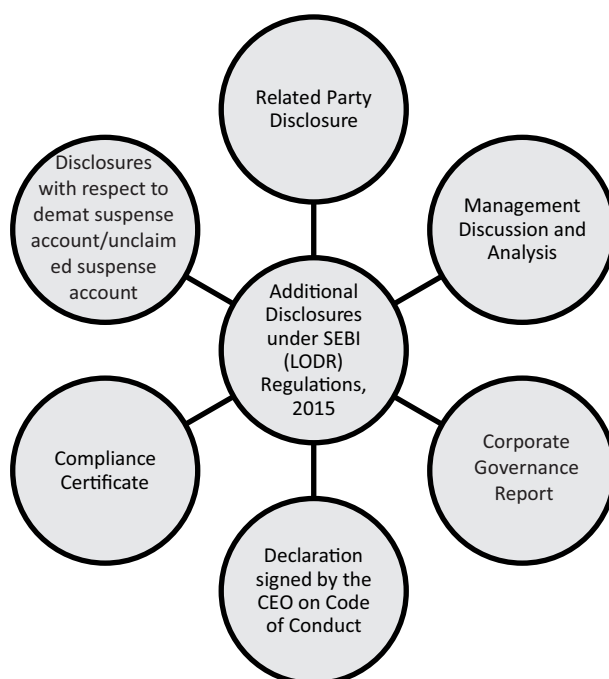 Related Party
Disclosure
Disclosures
with respect to
demat suspense
account/unclaim
ed suspense
account
Management
Discussion and
Analysis
Additional
Disclosures
under SEBI
(LODR)
Regulations,
2015
Compliance
Certificate
Corporate
Governance
Report
Declaration
signed by the
CEO on Code
of Conduct